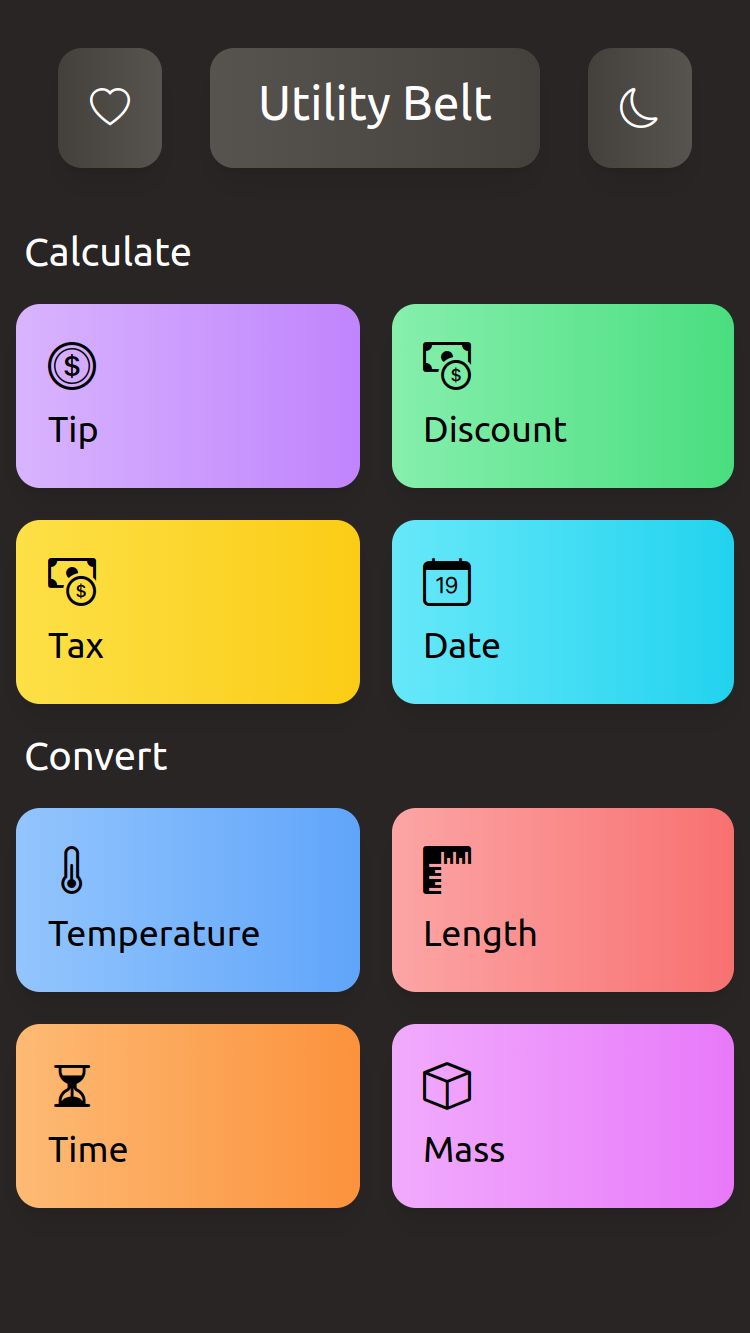 Utility Belt
Calculate
$
Tip
$
Discount
$
Tax
19
Date
Convert
Temperature
Length
Time
Mass